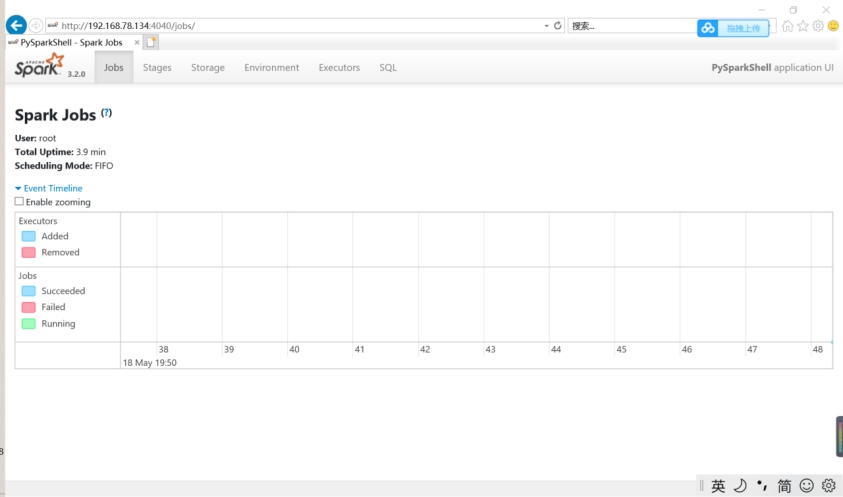 http://192.168.78.134:4040/jobs/
搜索...
拖拽上传
PySparkShell - Spark Jobs
APACHE
Spark 3.2.0
Jobs Stages Storage Environment Executors SQL
PySparkShell application UI
Spark Jobs (?)
User: root
Total Uptime: 3.9 min
Scheduling Mode: FIFO
Event Timeline
Enable zooming
Executors
Added
Removed
Jobs
Succeeded
Failed
Running
38 39 40 41 42 43 44 45 46 47 48
18 May 19:50
8
英 简